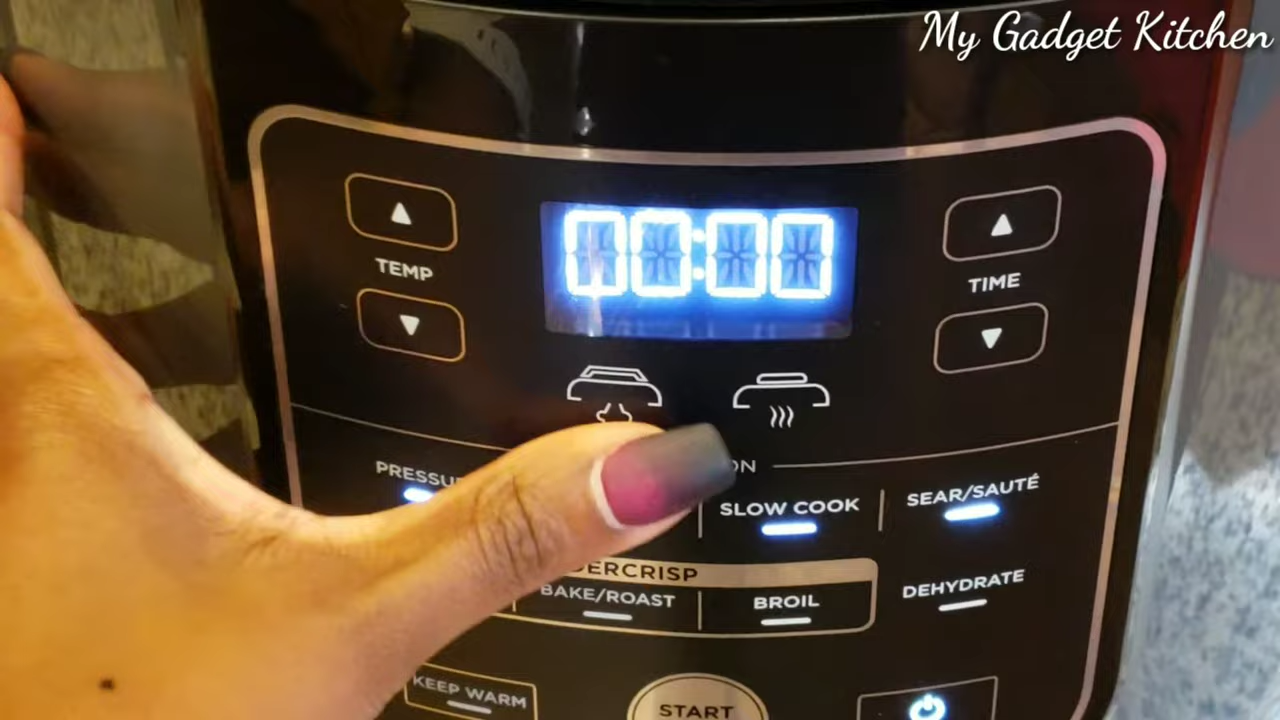 My Gadget Kitchen
00:00
TEMP
TIME
SLOW COOK
SEAR/SAUTÉ
BAKE/ROAST
BROIL
DEHYDRATE
KEEP WARM
START